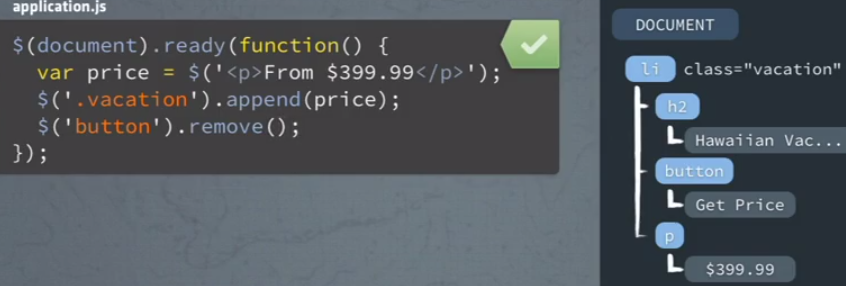 application.js
$(document).ready(function() {
  var price = $('<p>From $399.99</p>');
  $('.vacation').append(price);
  $('button').remove();
});
DOCUMENT
li class="vacation"
h2
Hawaiian Vac...
button
Get Price
p
$399.99